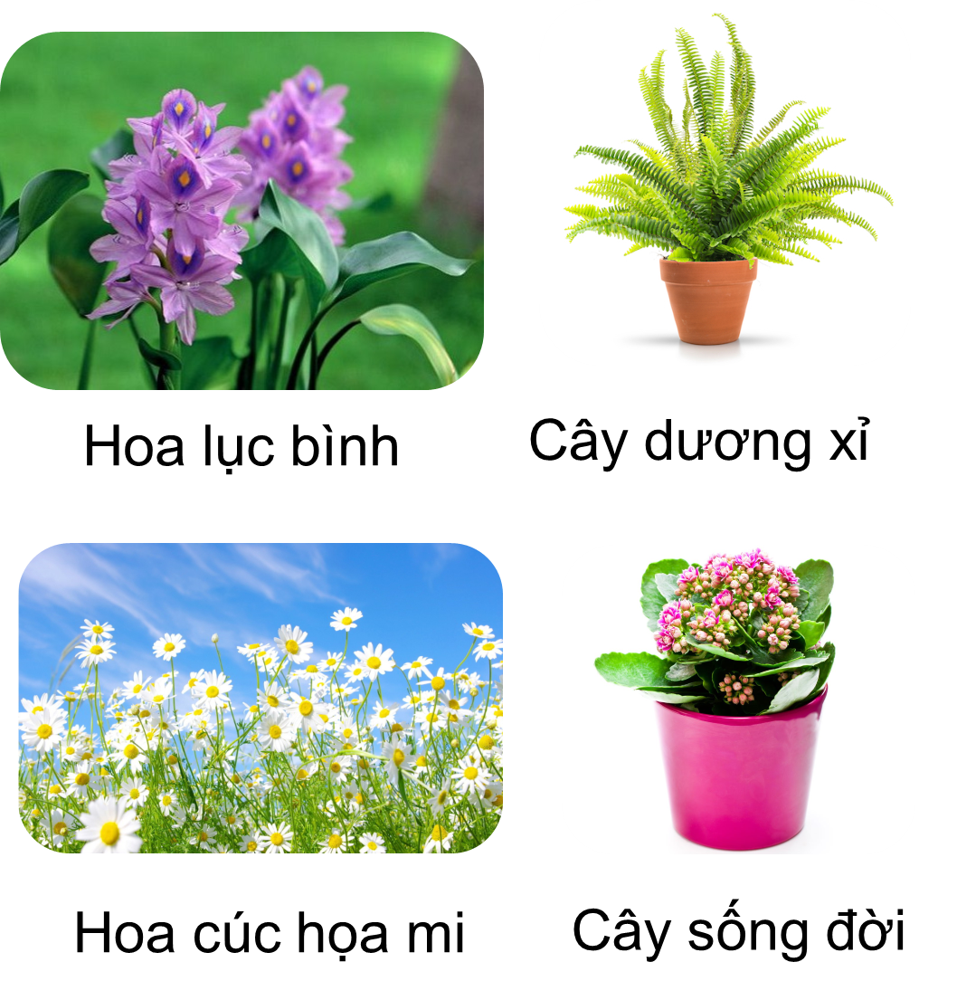 Hoa lục bình
Cây dương xỉ
Hoa cúc họa mi
Cây sống đời